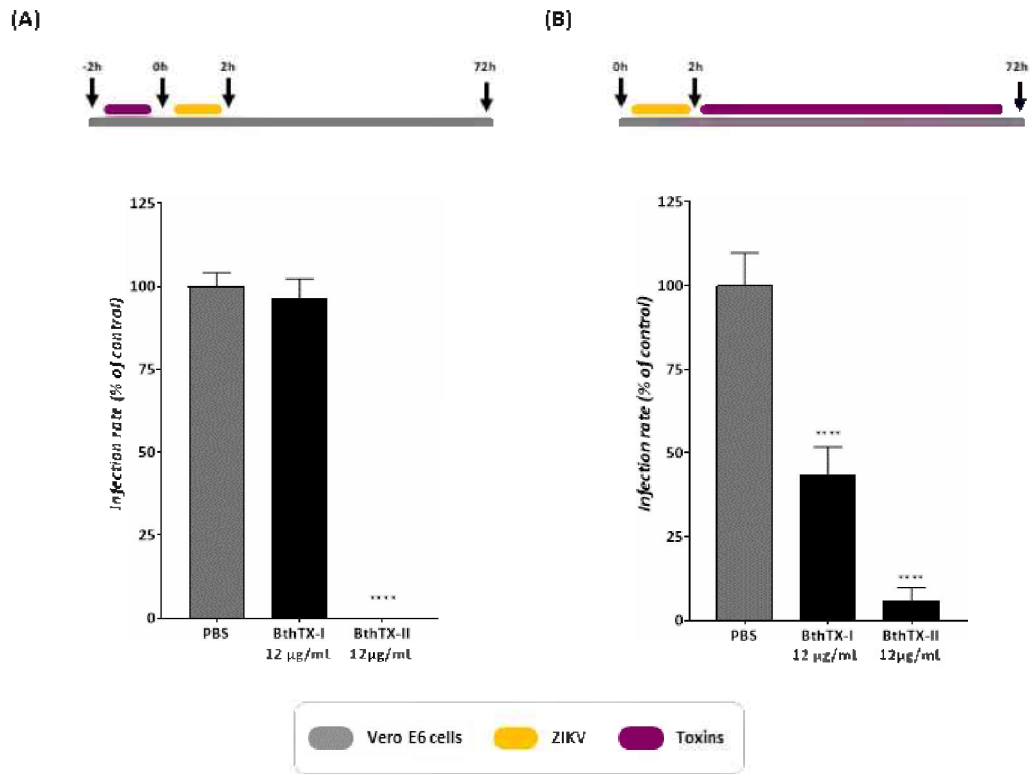 (A)
(B)
-2h 0h 2h 72h
0h 2h 72h
Infection rate (% of control)
125
100
75
50
25
0
****
PBS BthTX-I BthTX-II
12 µg/mL 12µg/mL
Infection rate (% of control)
125
100
75
50
25
0
****
****
PBS BthTX-I BthTX-II
12 µg/mL 12µg/mL
Vero E6 cells ZIKV Toxins